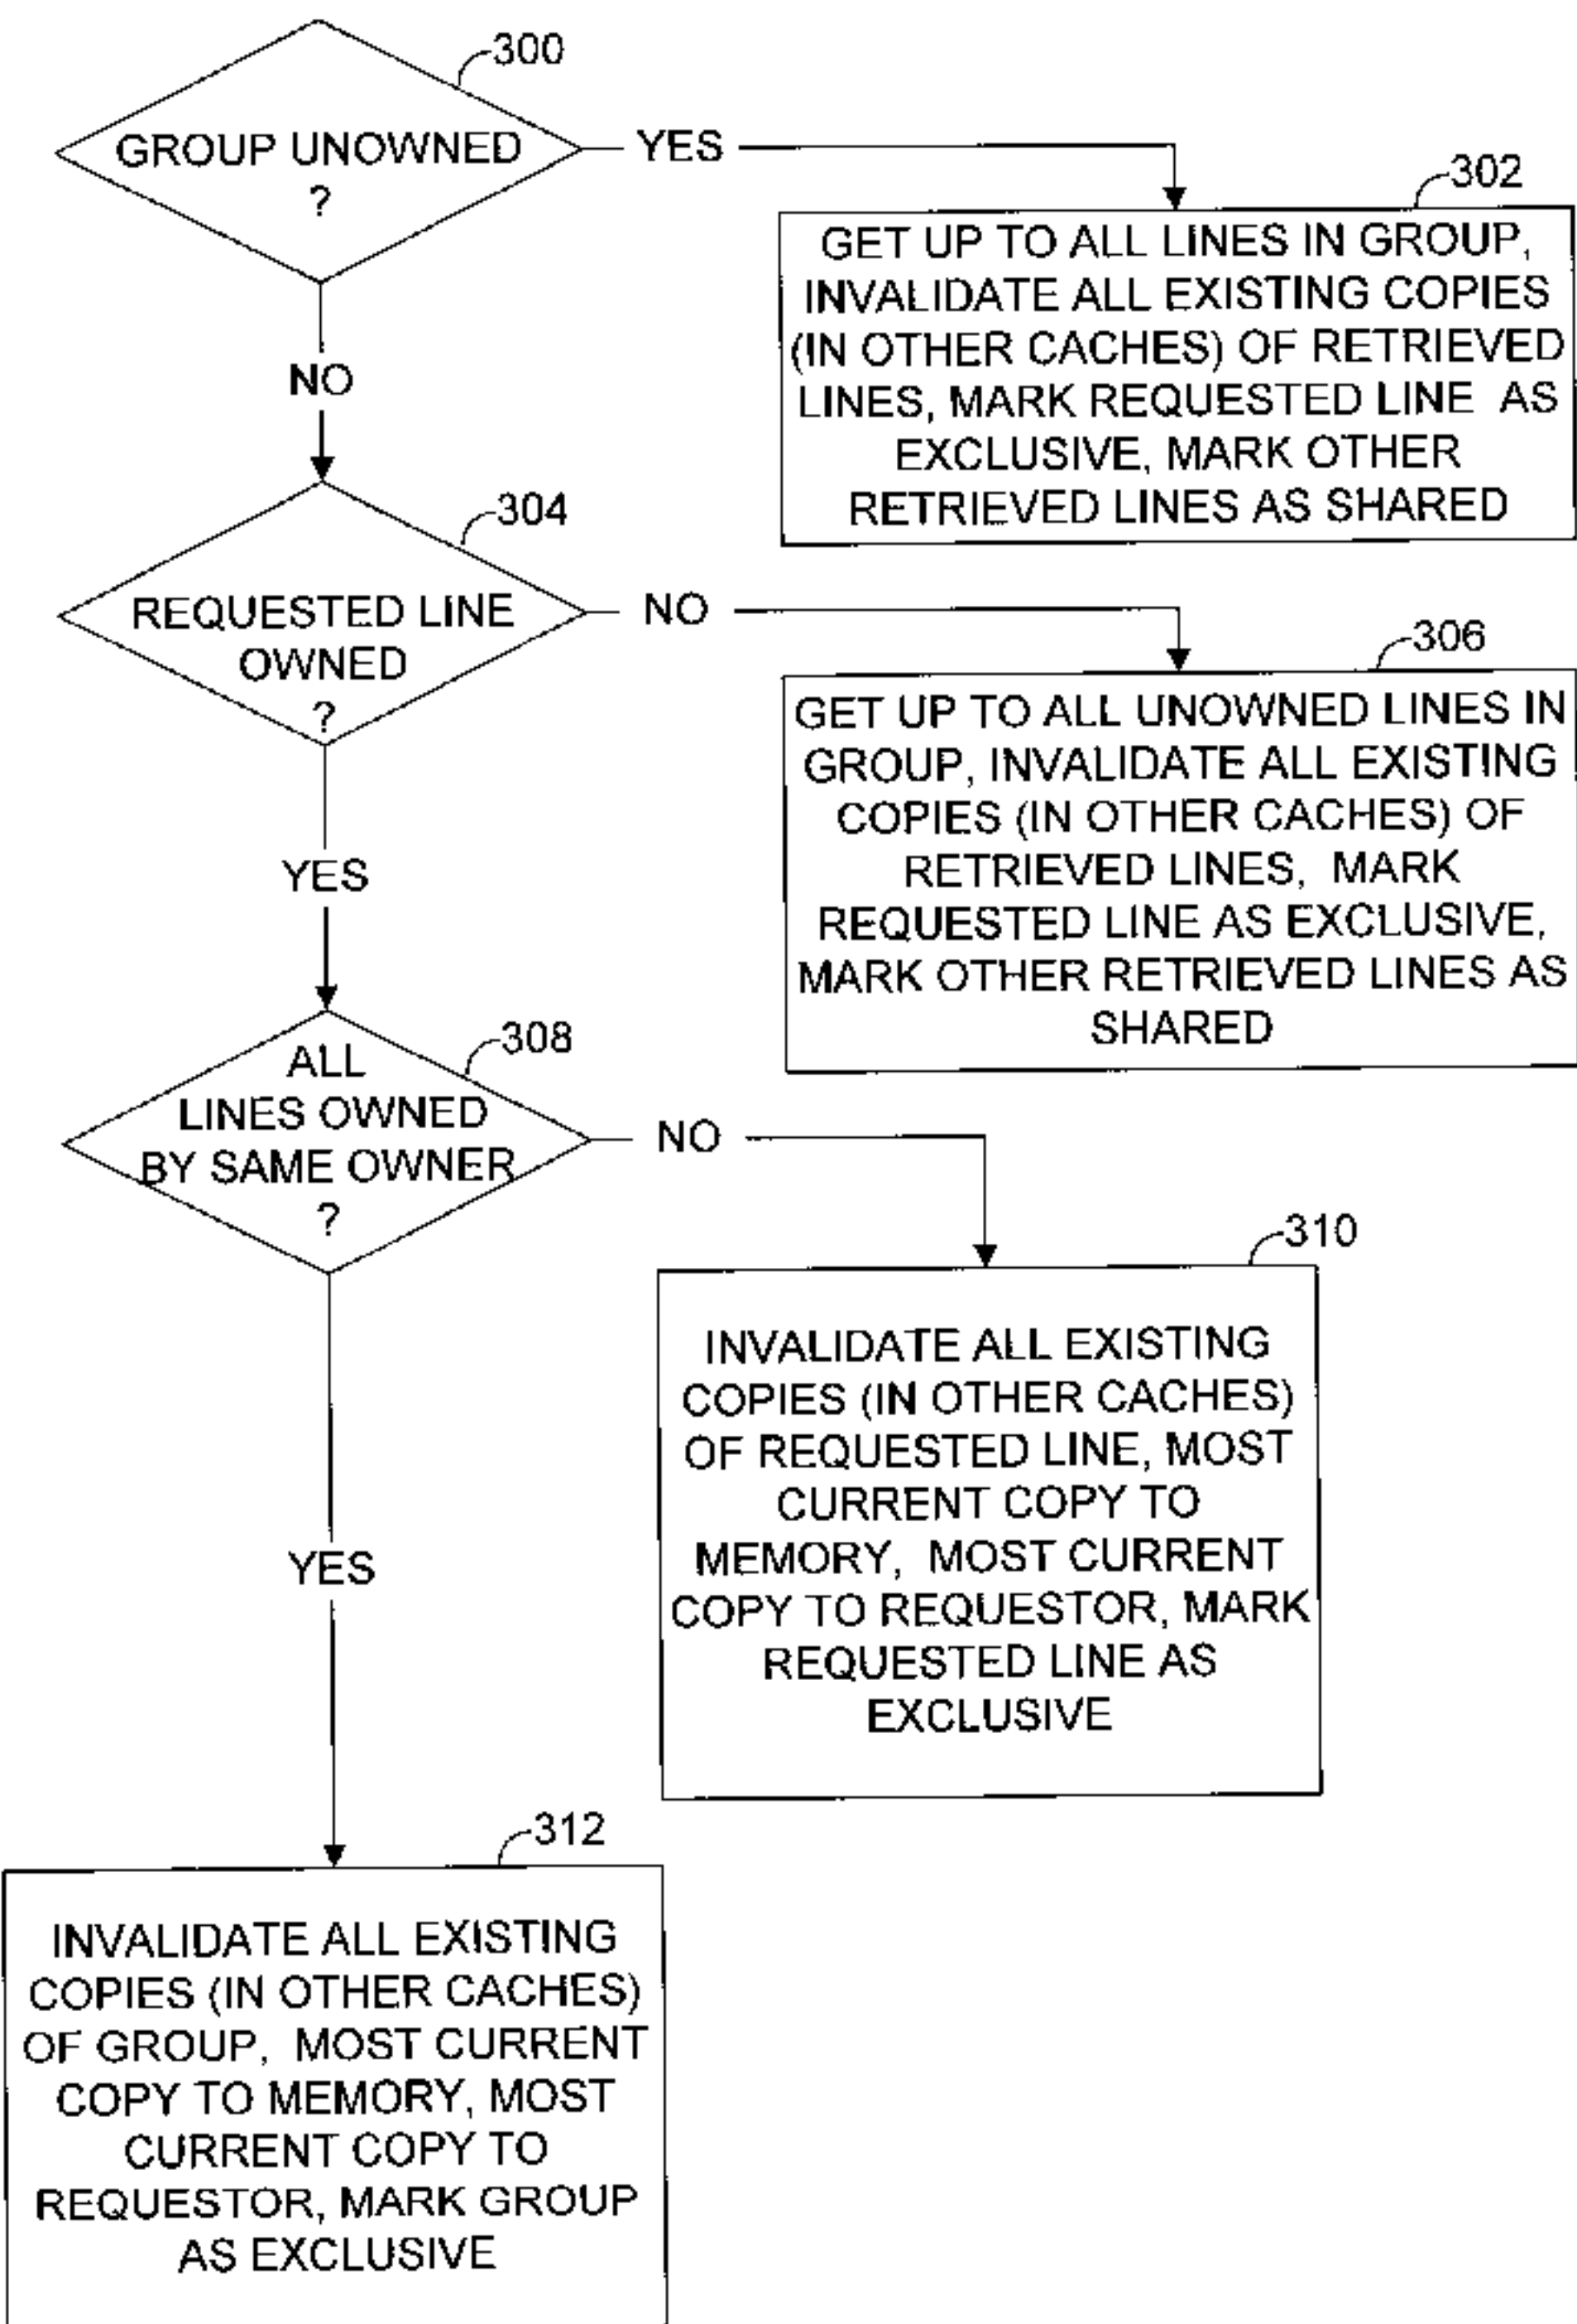 300
GROUP UNOWNED
?
YES
302
GET UP TO ALL LINES IN GROUP,
INVALIDATE ALL EXISTING COPIES
(IN OTHER CACHES) OF RETRIEVED
LINES, MARK REQUESTED LINE AS
EXCLUSIVE, MARK OTHER
RETRIEVED LINES AS SHARED
NO
304
REQUESTED LINE
OWNED
?
NO
306
GET UP TO ALL UNOWNED LINES IN
GROUP, INVALIDATE ALL EXISTING
COPIES (IN OTHER CACHES) OF
RETRIEVED LINES, MARK
REQUESTED LINE AS EXCLUSIVE,
MARK OTHER RETRIEVED LINES AS
SHARED
YES
308
ALL
LINES OWNED
BY SAME OWNER
?
NO
310
INVALIDATE ALL EXISTING
COPIES (IN OTHER CACHES)
OF REQUESTED LINE, MOST
CURRENT COPY TO
MEMORY, MOST CURRENT
COPY TO REQUESTOR, MARK
REQUESTED LINE AS
EXCLUSIVE
YES
312
INVALIDATE ALL EXISTING
COPIES (IN OTHER CACHES)
OF GROUP, MOST CURRENT
COPY TO MEMORY, MOST
CURRENT COPY TO
REQUESTOR, MARK GROUP
AS EXCLUSIVE